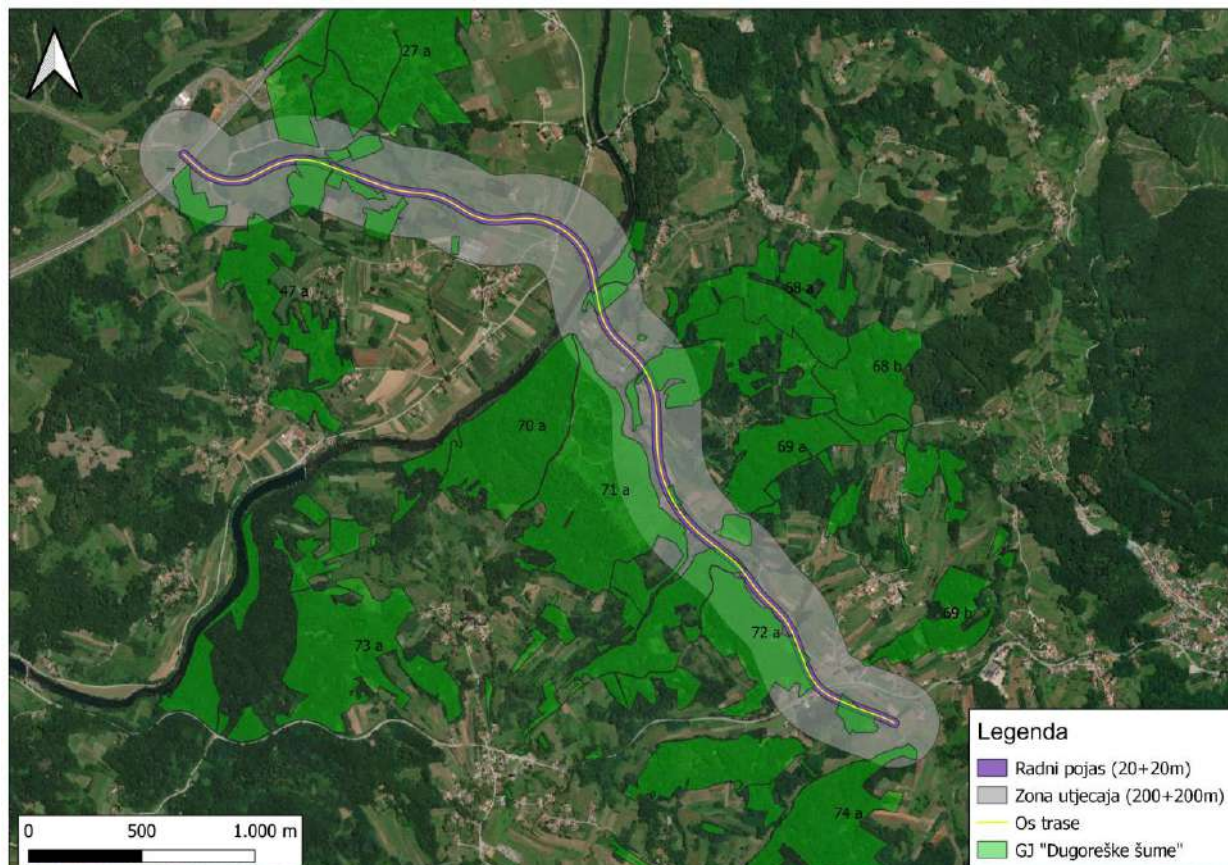 27 a
47 a
68 a
68 b
70 a
69 a
71 a
69 b
72 a
73 a
74 a
Legenda
Radni pojas (20+20m)
Zona utjecaja (200+200m)
Os trase
GJ "Dugoreške šume"
0 500 1.000 m